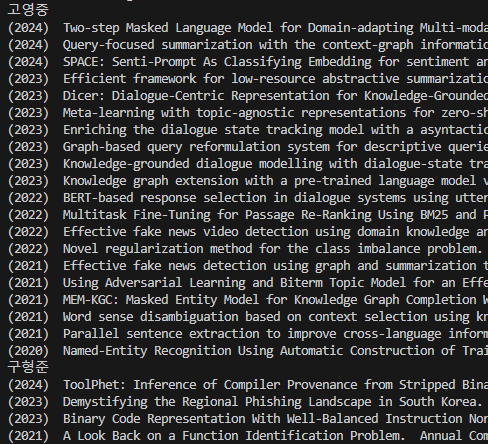 고영중
(2024) Two-step Masked Language Model for Domain-adapting Multi-moda
(2024) Query-focused summarization with the context-graph informatic
(2024) SPACE: Senti-Prompt As Classifying Embedding for sentiment an
(2023) Efficient framework for low-resource abstractive summarizatic
(2023) Dicer: Dialogue-Centric Representation for Knowledge-Grounded
(2023) Meta-learning with topic-agnostic representations for zero-sh
(2023) Enriching the dialogue state tracking model with a asyntactic
(2023) Graph-based query reformulation system for descriptive querie
(2023) Knowledge-grounded dialogue modelling with dialogue-state tra
(2023) Knowledge graph extension with a pre-trained language model v
(2022) BERT-based response selection in dialogue systems using utter
(2022) Multitask Fine-Tuning for Passage Re-Ranking Using BM25 and P
(2022) Effective fake news video detection using domain knowledge an
(2022) Novel regularization method for the class imbalance problem.
(2021) Effective fake news detection using graph and summarization t
(2021) Using Adversarial Learning and Biterm Topic Model for an Effe
(2021) MEM-KGC: Masked Entity Model for Knowledge Graph Completion W
(2021) Word sense disambiguation based on context selection using kn
(2021) Parallel sentence extraction to improve cross-language inform
(2020) Named-Entity Recognition Using Automatic Construction of Trai
구형준
(2024) ToolPhet: Inference of Compiler Provenance from Stripped Bina
(2023) Demystifying the Regional Phishing Landscape in South Korea.
(2023) Binary Code Representation With Well-Balanced Instruction Nor
(2021) A Look Back on a Function Identification Problem. Annual Com